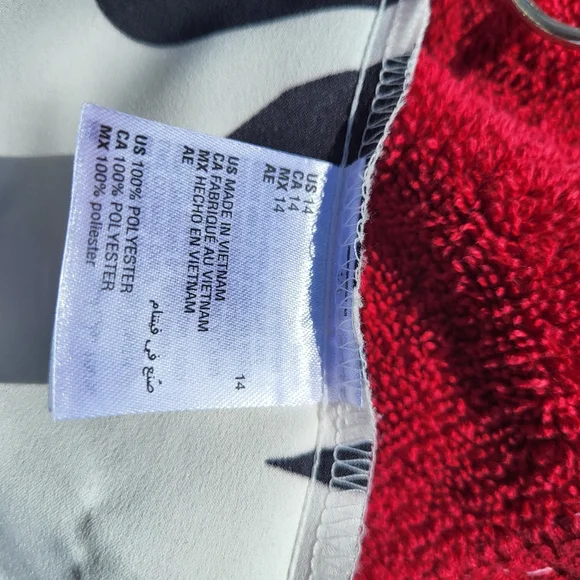 US 14
CA 14
MX 14
AE
14
US MADE IN VIETNAM
CA FABRIQUÉ AU VIETNAM
MX HECHO EN VIETNAM
AE
صنع في فيتنام
US 100% POLYESTER
CA 100% POLYESTER
MX 100% poliester